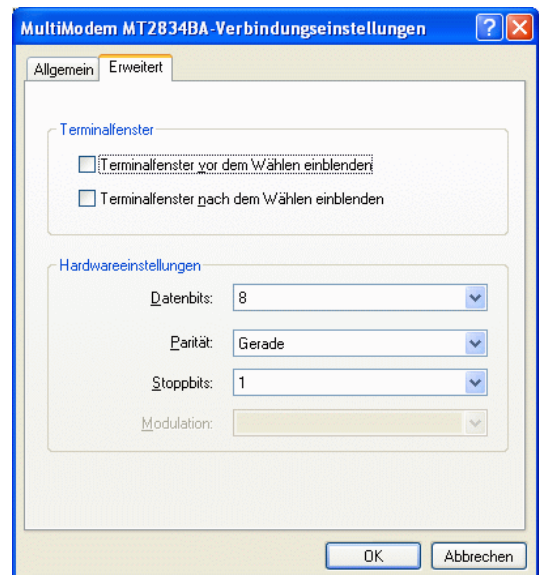 MultiModem MT2834BA-Verbindungseinstellungen
Allgemein Erweitert
Terminalfenster
Terminalfenster vor dem Wählen einblenden
Terminalfenster nach dem Wählen einblenden
Hardwareeinstellungen
Datenbits: 8
Parität: Gerade
Stoppbits: 1
Modulation:
OK Abbrechen